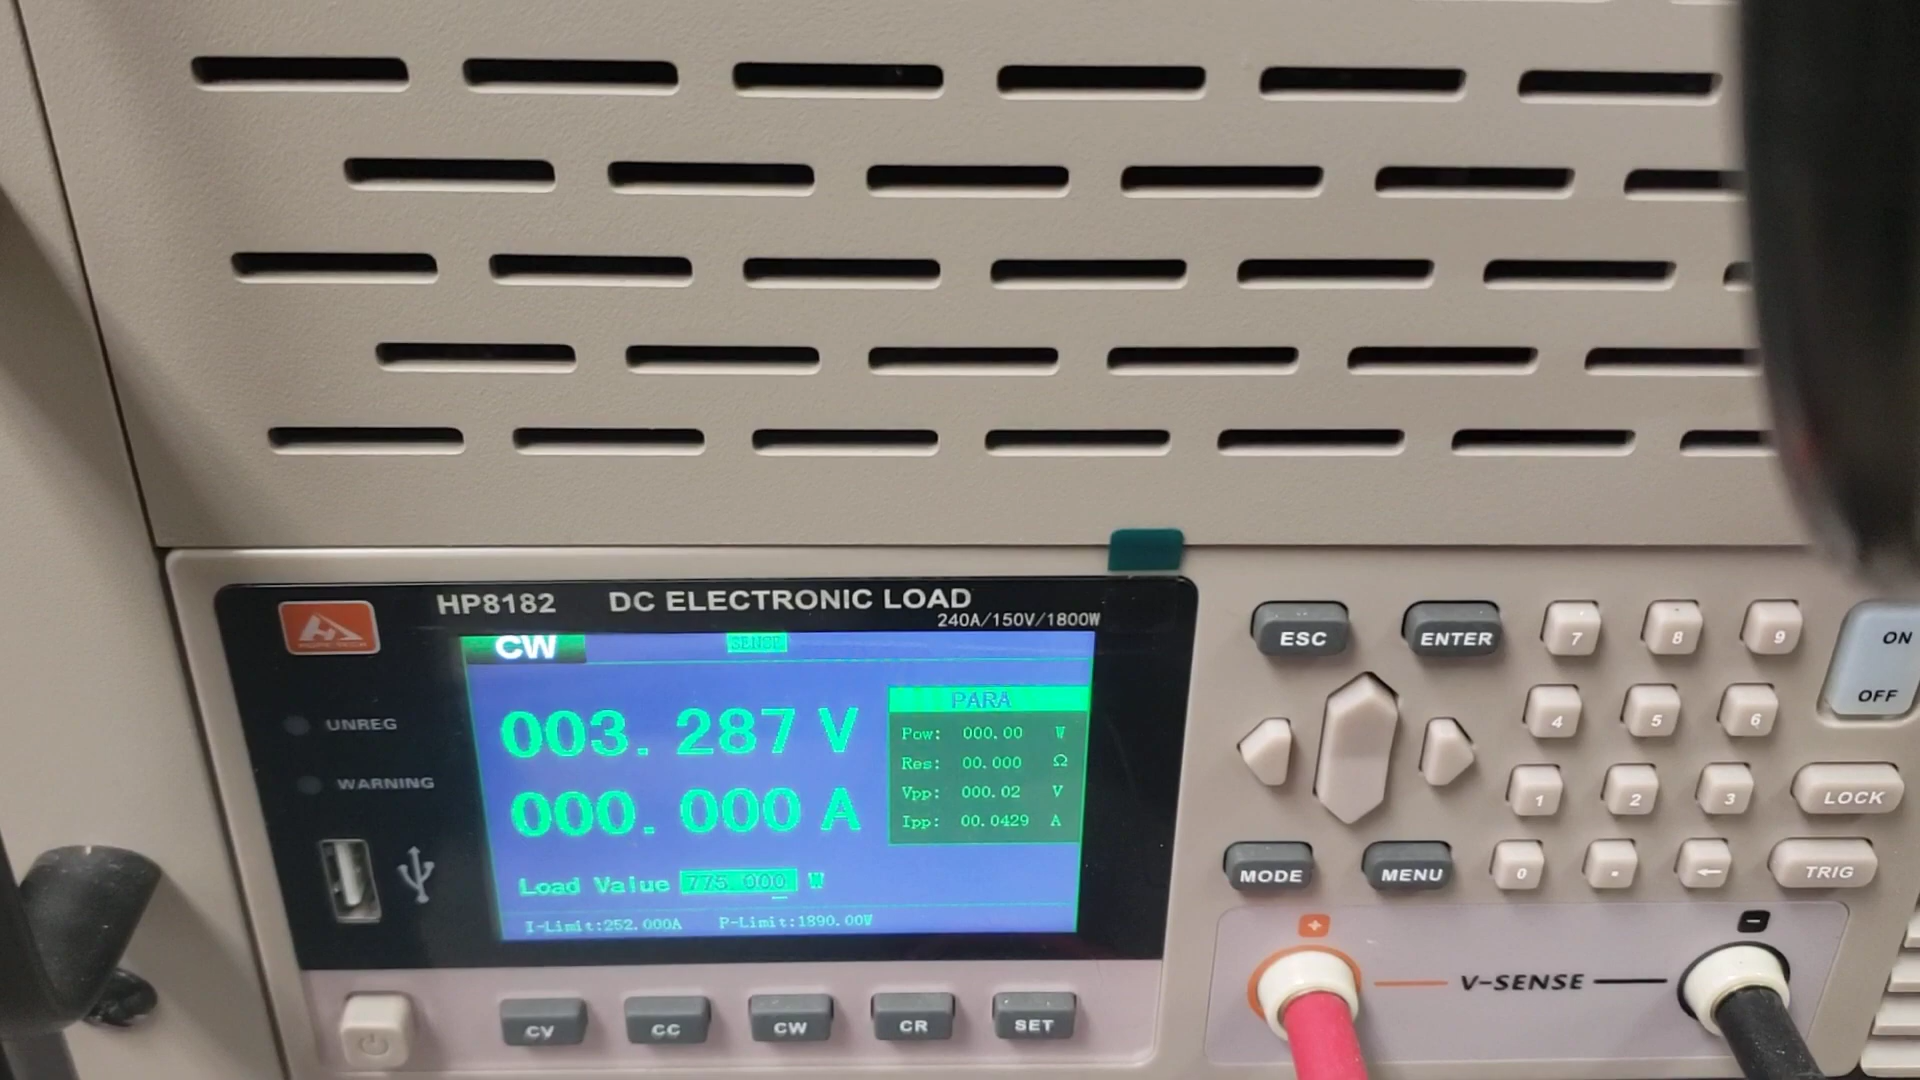 HP8182 DC ELECTRONIC LOAD
240A/150V/1800W
CW SENSE
PARA
003.287 V
000.000 A
Pow: 000.00 W
Res: 00.000 Ω
Vpp: 000.02 V
Ipp: 00.0429 A
Load Value 775.000 W
I-Limit:252.000A P-Limit:1890.00W
UNREG
WARNING
CV CC CW CR SET
ESC ENTER 7 8 9 ON
OFF
4 5 6
1 2 3 LOCK
MODE MENU 0 . ← TRIG
+ −
V-SENSE